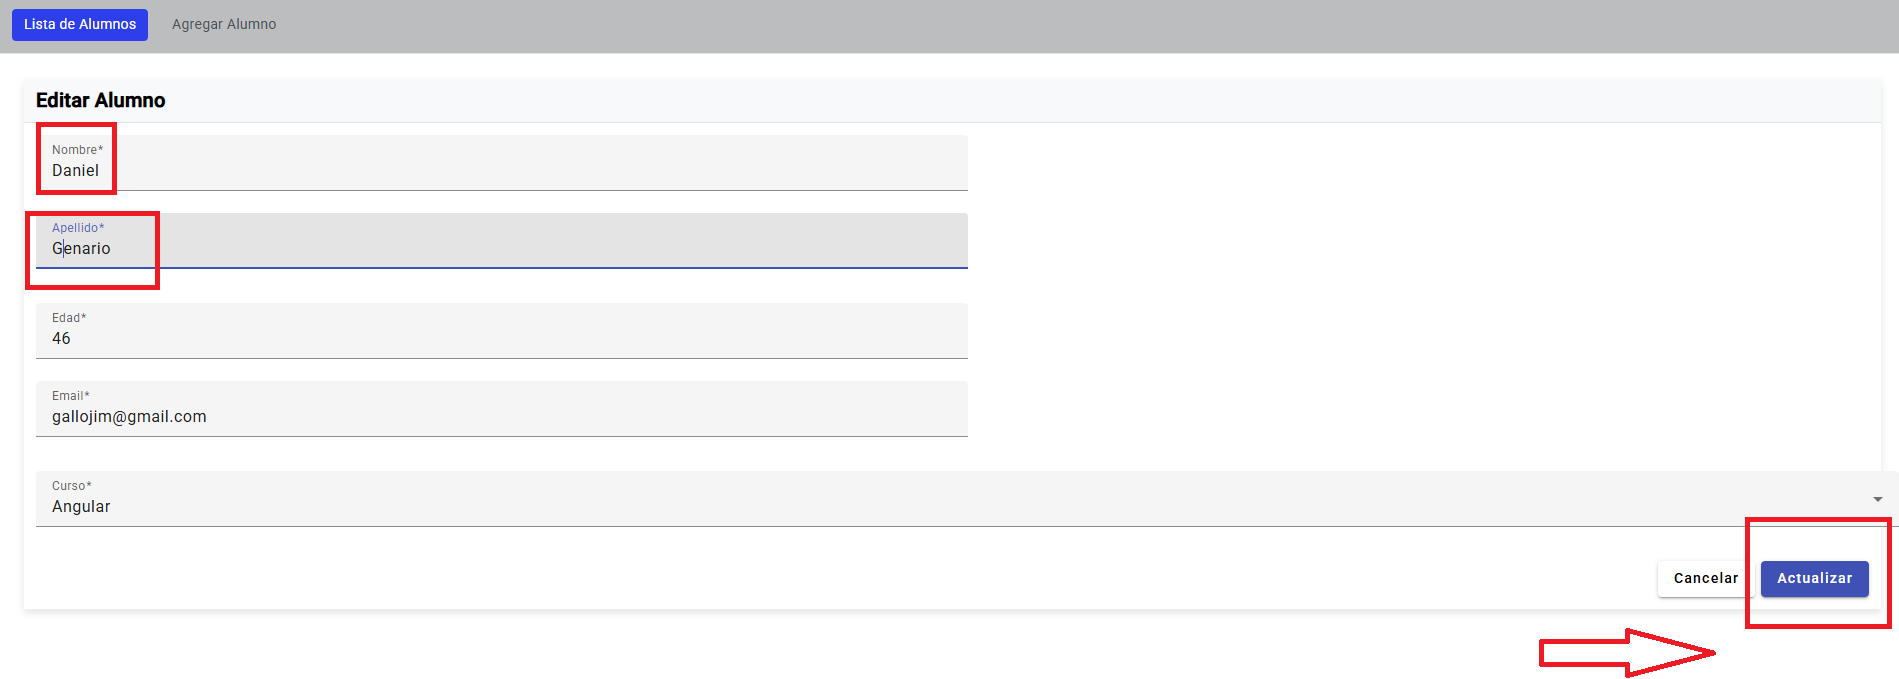 Lista de Alumnos Agregar Alumno
Editar Alumno
Nombre*
Daniel
Apellido*
Genario
Edad*
46
Email*
gallojim@gmail.com
Curso*
Angular
Cancelar Actualizar